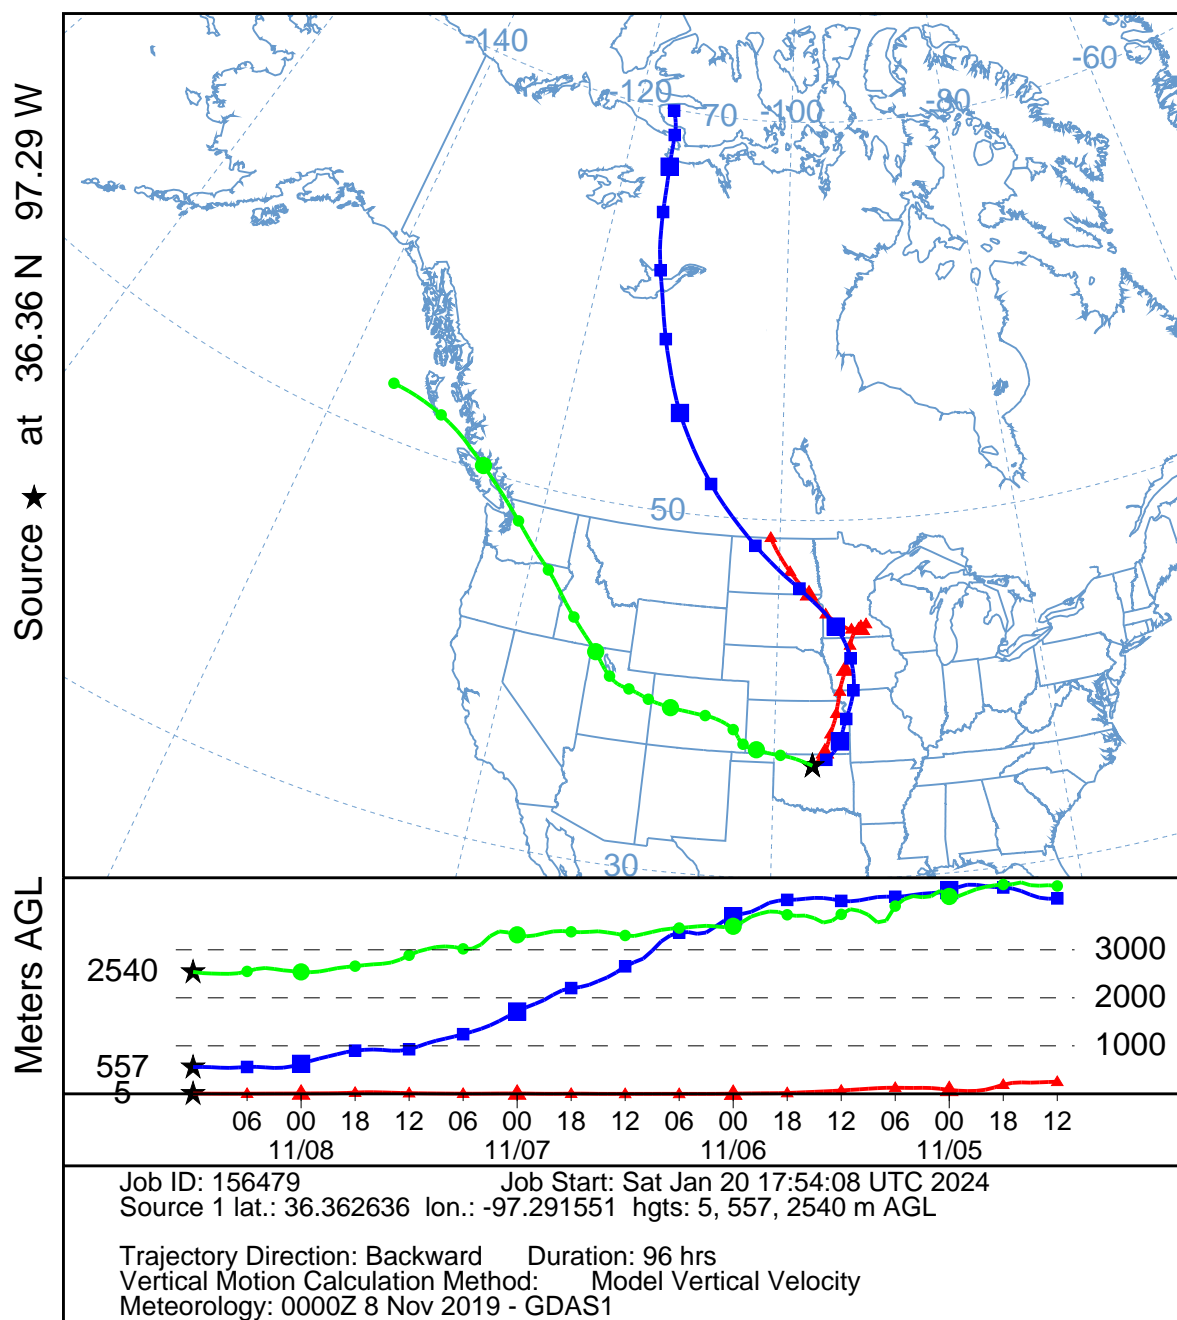 Source ★ at 36.36 N 97.29 W
-140
-120
70
-100
-80
-60
50
30
Meters AGL
2540
557
5
3000
2000
1000
06 00 18 12 06 00 18 12 06 00 18 12 06 00 18 12
11/08 11/07 11/06 11/05
Job ID: 156479 Job Start: Sat Jan 20 17:54:08 UTC 2024
Source 1 lat.: 36.362636 lon.: -97.291551 hgts: 5, 557, 2540 m AGL
Trajectory Direction: Backward Duration: 96 hrs
Vertical Motion Calculation Method: Model Vertical Velocity
Meteorology: 0000Z 8 Nov 2019 - GDAS1